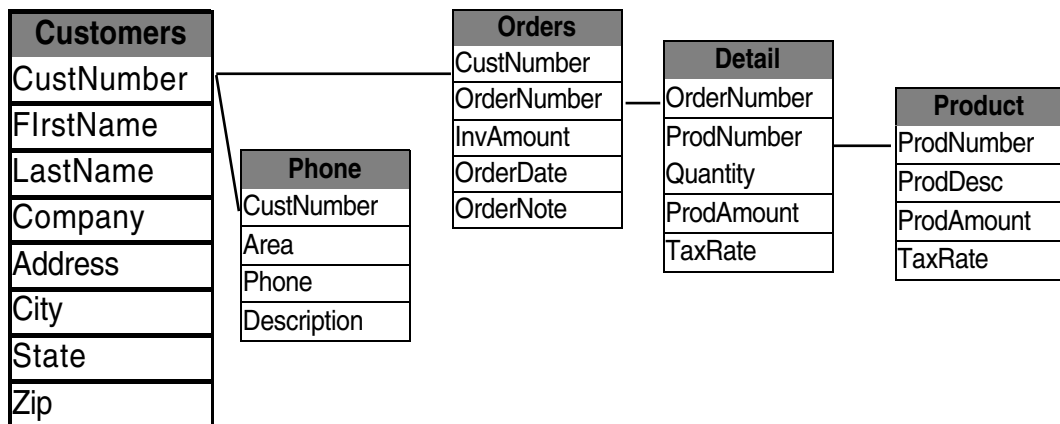 Customers
CustNumber
FIrstName
LastName
Company
Address
City
State
Zip
Phone
CustNumber
Area
Phone
Description
Orders
CustNumber
OrderNumber
InvAmount
OrderDate
OrderNote
Detail
OrderNumber
ProdNumber
Quantity
ProdAmount
TaxRate
Product
ProdNumber
ProdDesc
ProdAmount
TaxRate